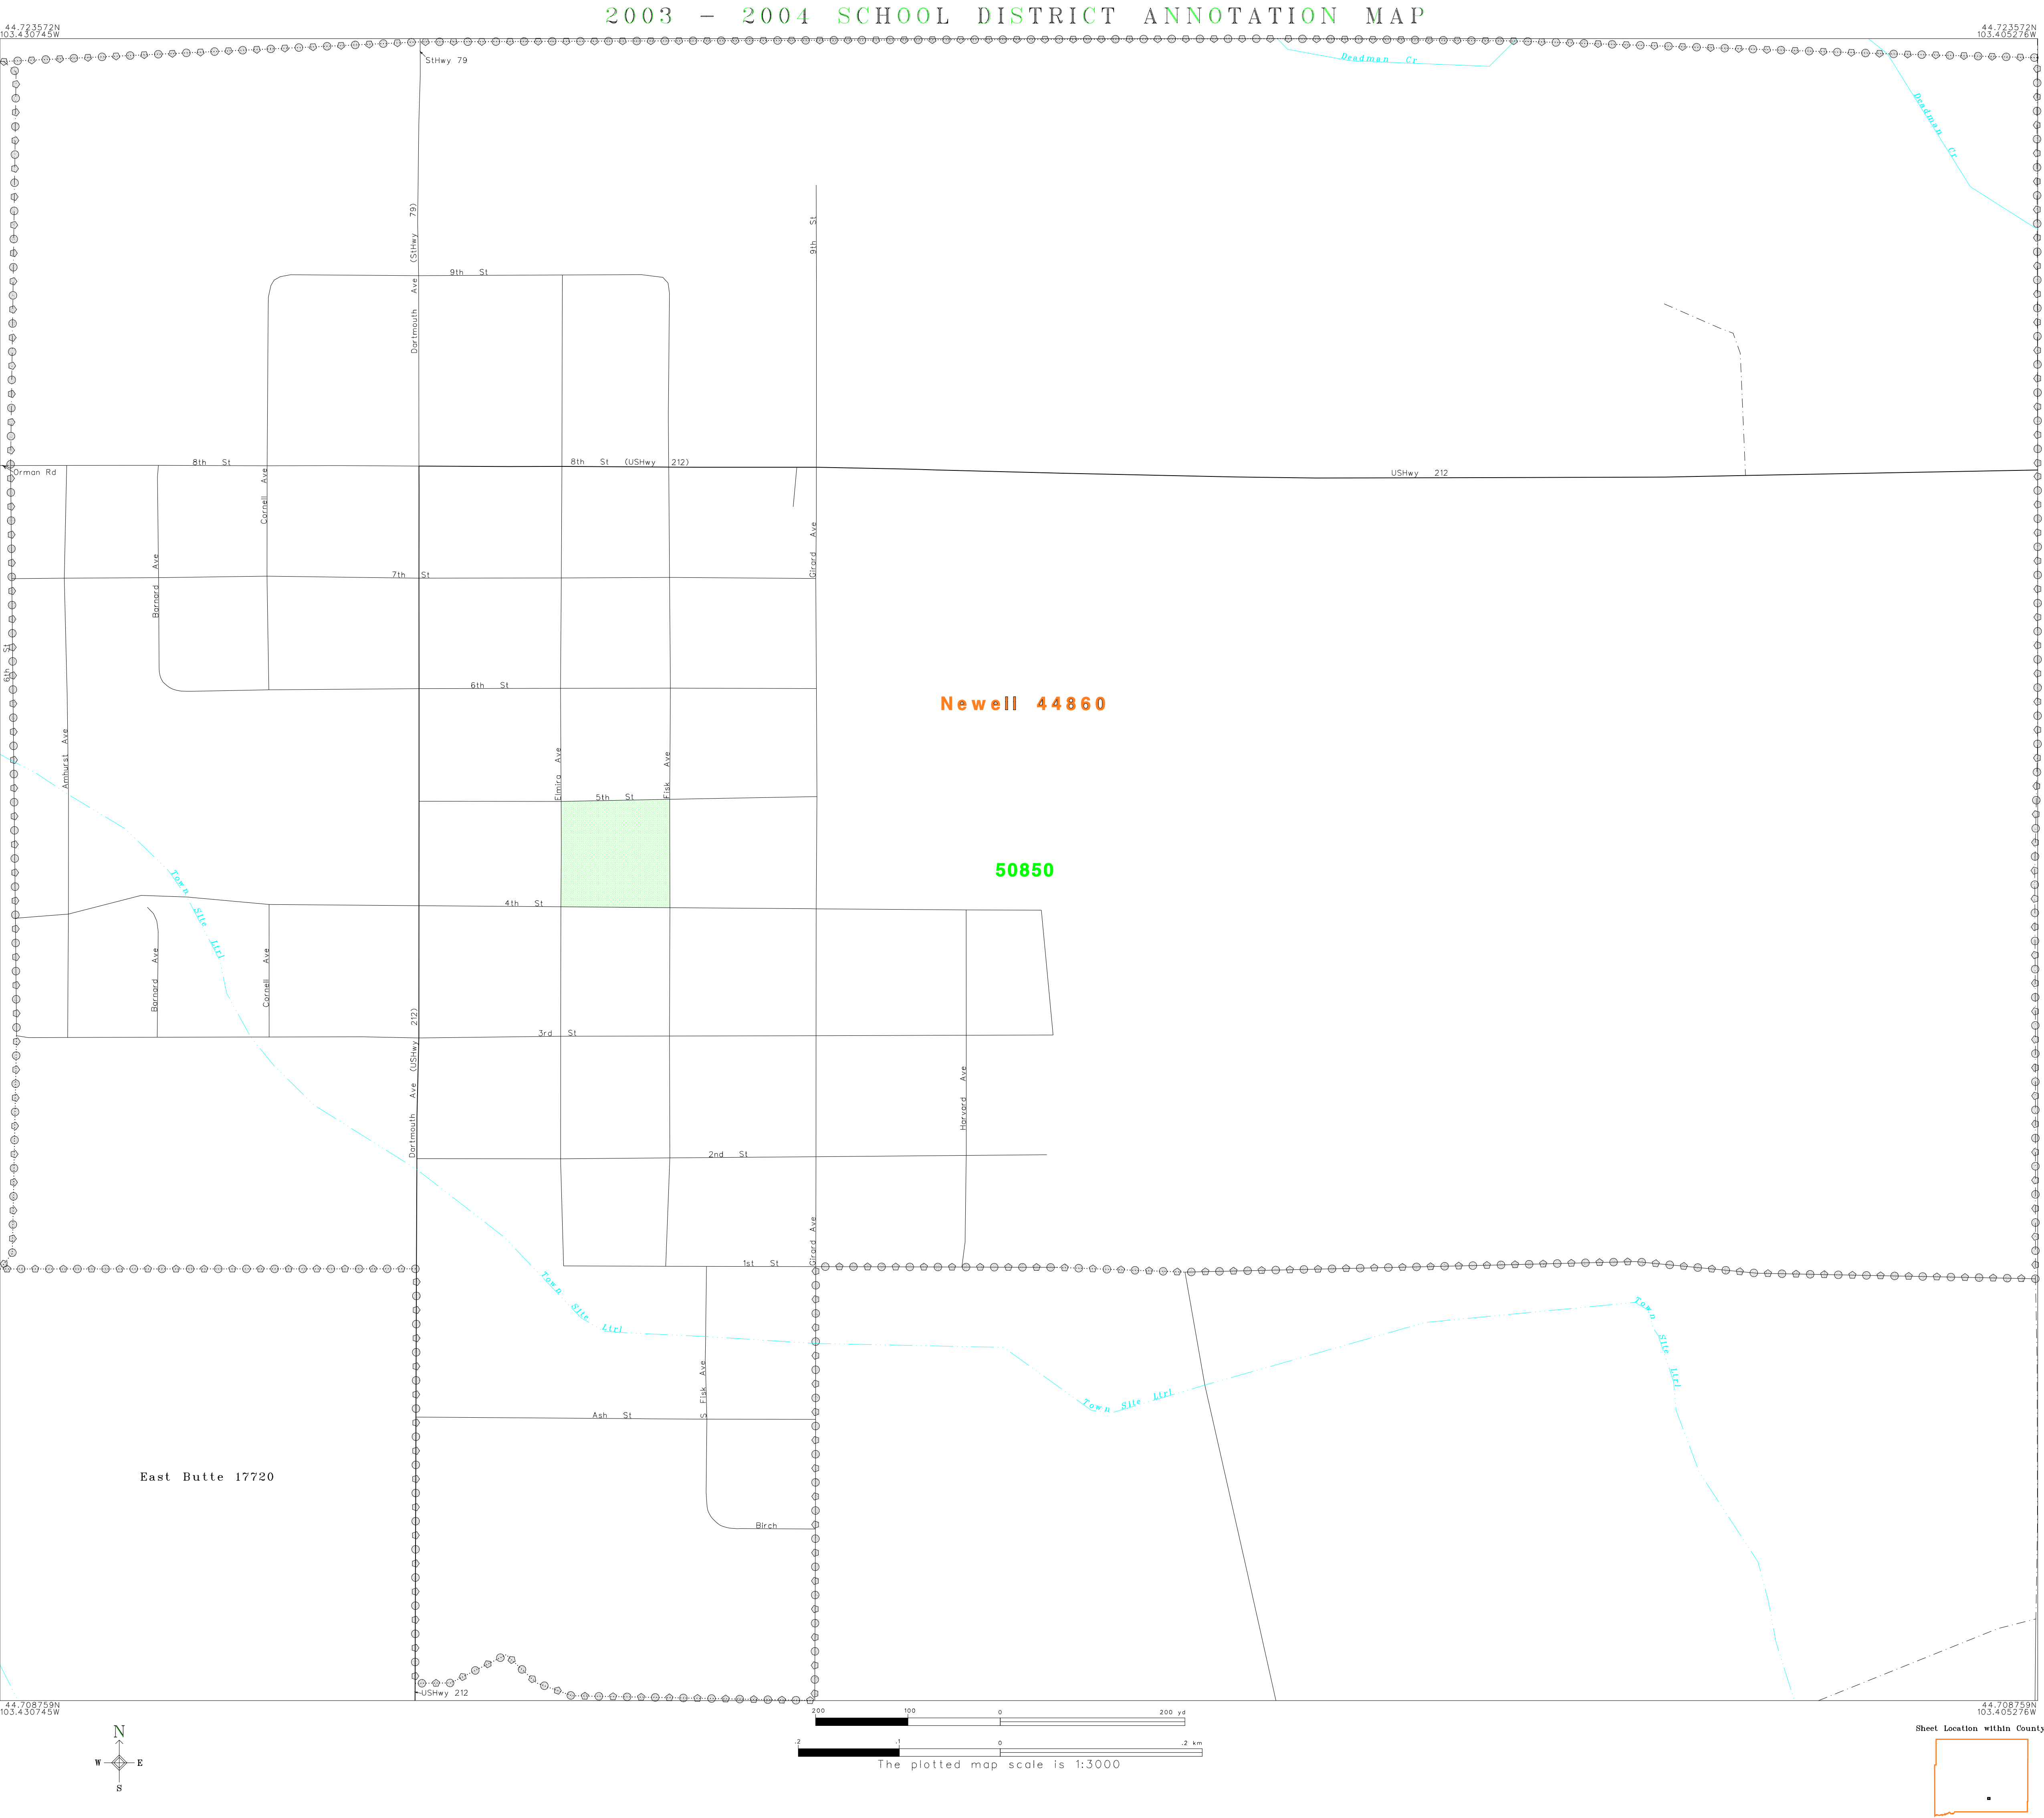 2003 - 2004 SCHOOL DISTRICT ANNOTATION MAP
44.723572N
103.430745W
44.723572N
103.405276W
StHwy 79
Deadman Cr
Deadman Cr
Dartmouth Ave (StHwy 79)
9th St
9th St
Orman Rd
8th St
8th St (USHwy 212)
USHwy 212
Cornell Ave
Barnard Ave
Girard Ave
7th St
6th St
6th St
Newell 44860
Amhurst Ave
Elmira Ave
Fisk Ave
5th St
50850
Town Site Ltrl
4th St
Barnard Ave
Cornell Ave
3rd St
Dartmouth Ave (USHwy 212)
Harvard Ave
2nd St
Girard Ave
1st St
Town Site Ltrl
Town Site Ltrl
Town Site Ltrl
S Fisk Ave
Ash St
East Butte 17720
Birch
USHwy 212
44.708759N
103.430745W
44.708759N
103.405276W
200 100 0 200 yd
.2 .1 0 .2 km
The plotted map scale is 1:3000
N
W E
S
Sheet Location within County